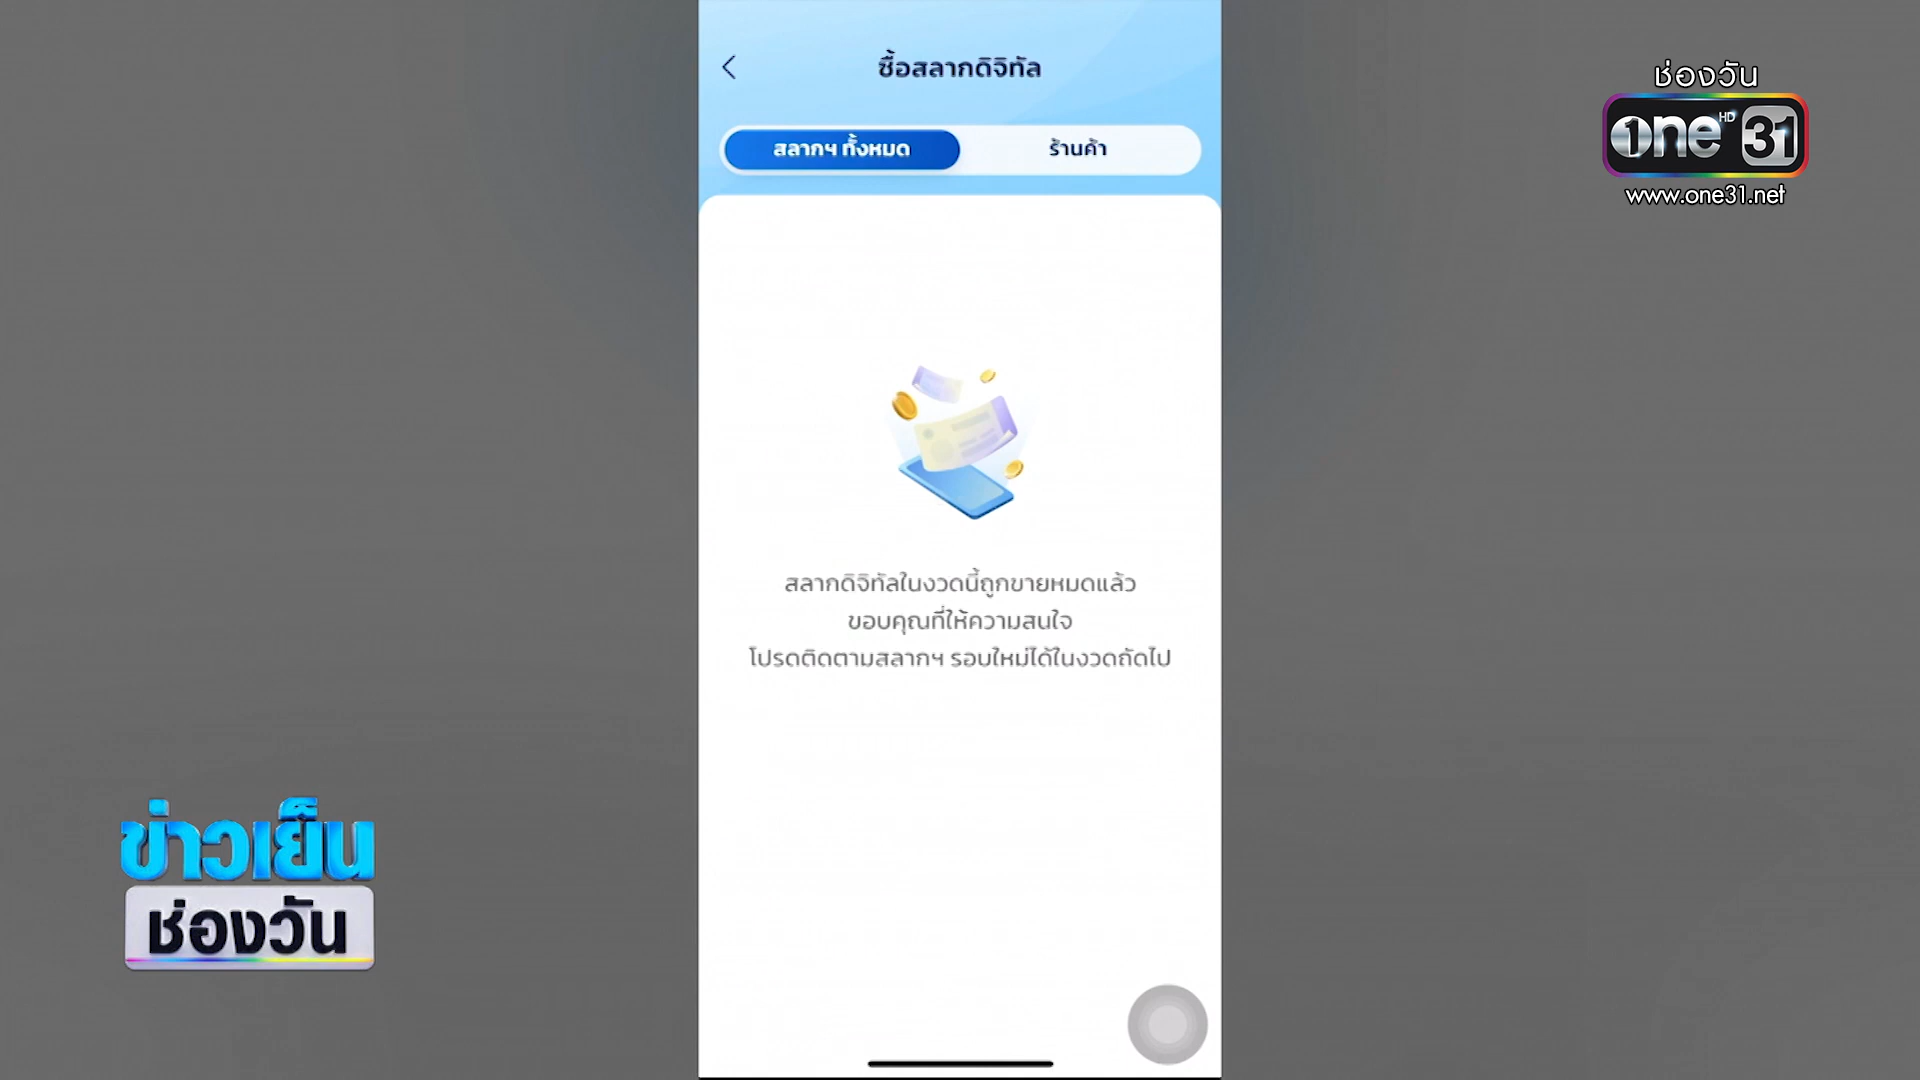 ซื้อสลากดิจิทัล
สลากฯ ทั้งหมด
ร้านค้า
สลากดิจิทัลในงวดนี้ถูกขายหมดแล้ว
ขอบคุณที่ให้ความสนใจ
โปรดติดตามสลากฯ รอบใหม่ได้ในงวดถัดไป
ช่องวัน
one HD 31
www.one31.net
ข่าวเย็น
ช่องวัน